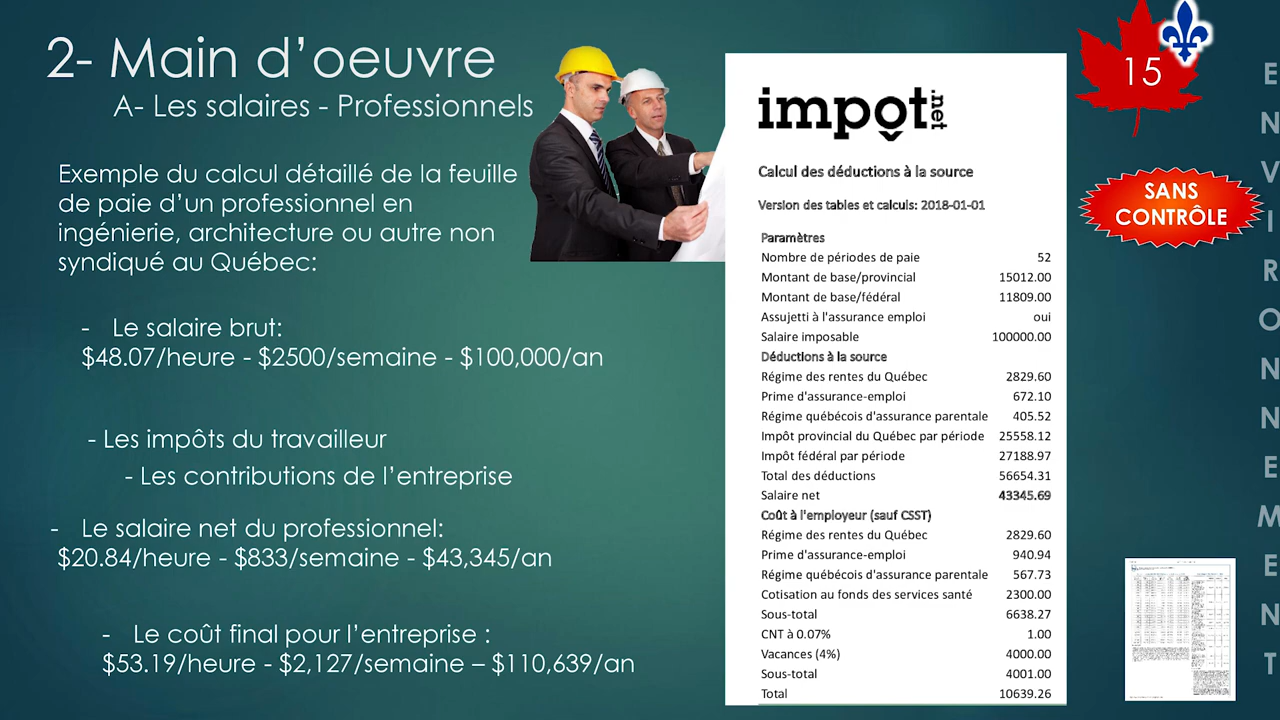 2- Main d'oeuvre
A- Les salaires - Professionnels
Exemple du calcul détaillé de la feuille
de paie d'un professionnel en
ingénierie, architecture ou autre non
syndiqué au Québec:
- Le salaire brut:
$48.07/heure - $2500/semaine - $100,000/an
- Les impôts du travailleur
- Les contributions de l'entreprise
- Le salaire net du professionnel:
$20.84/heure - $833/semaine - $43,345/an
- Le coût final pour l'entreprise :
$53.19/heure - $2,127/semaine – $110,639/an
impot.net
Calcul des déductions à la source
Version des tables et calculs: 2018-01-01
Paramètres
Nombre de périodes de paie 52
Montant de base/provincial 15012.00
Montant de base/fédéral 11809.00
Assujetti à l'assurance emploi oui
Salaire imposable 100000.00
Déductions à la source
Régime des rentes du Québec 2829.60
Prime d'assurance-emploi 672.10
Régime québécois d'assurance parentale 405.52
Impôt provincial du Québec par période 25558.12
Impôt fédéral par période 27188.97
Total des déductions 56654.31
Salaire net 43345.69
Coût à l'employeur (sauf CSST)
Régime des rentes du Québec 2829.60
Prime d'assurance-emploi 940.94
Régime québécois d'assurance parentale 567.73
Cotisation au fonds des services santé 2300.00
Sous-total 6638.27
CNT à 0.07% 1.00
Vacances (4%) 4000.00
Sous-total 4001.00
Total 10639.26
15
SANS
CONTRÔLE
ENVIRONNEMENT